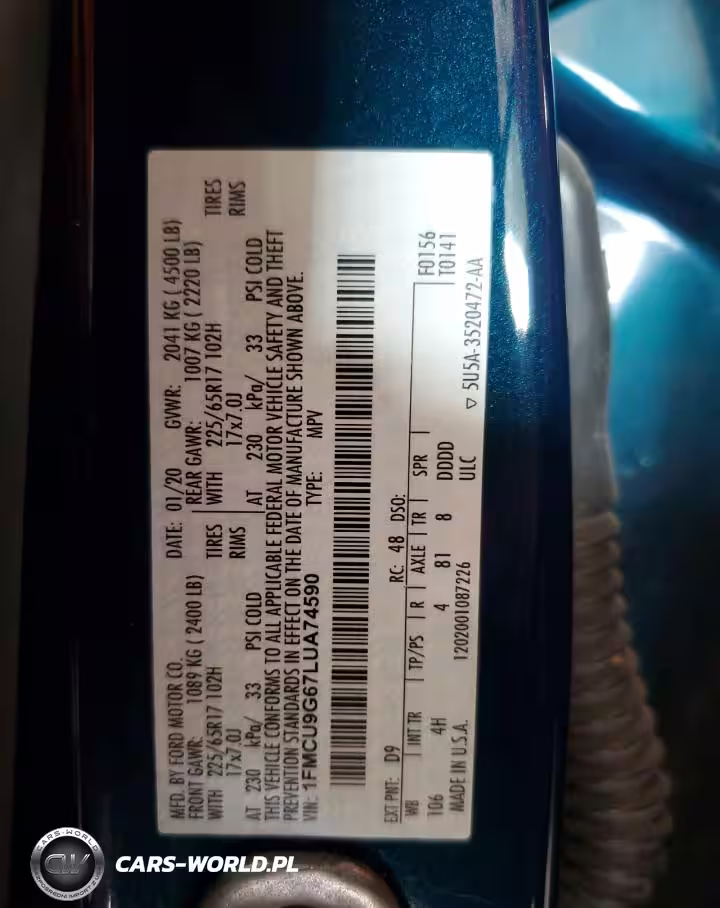 MFD. BY FORD MOTOR CO.
DATE: 01/20
GVWR: 2041 KG ( 4500 LB)
FRONT GAWR: 1089 KG ( 2400 LB)
REAR GAWR: 1007 KG ( 2220 LB)
WITH 225/65R17 102H TIRES
WITH 225/65R17 102H TIRES
17x7.0J RIMS
17x7.0J RIMS
AT 230 kPa/ 33 PSI COLD
AT 230 kPa/ 33 PSI COLD
THIS VEHICLE CONFORMS TO ALL APPLICABLE FEDERAL MOTOR VEHICLE SAFETY AND THEFT
PREVENTION STANDARDS IN EFFECT ON THE DATE OF MANUFACTURE SHOWN ABOVE.
VIN: 1FMCU9G67LUA74590
TYPE: MPV
EXT PNT: D9 RC: 48 DSO:
WB INT TR TP/PS R AXLE TR SPR
F0156
T0141
106 4H 4 81 8 DDDD
MADE IN U.S.A. 1202001087226 ULC
▽ 5U5A-3520472-AA
CARS-WORLD
CW
CARS-WORLD.PL